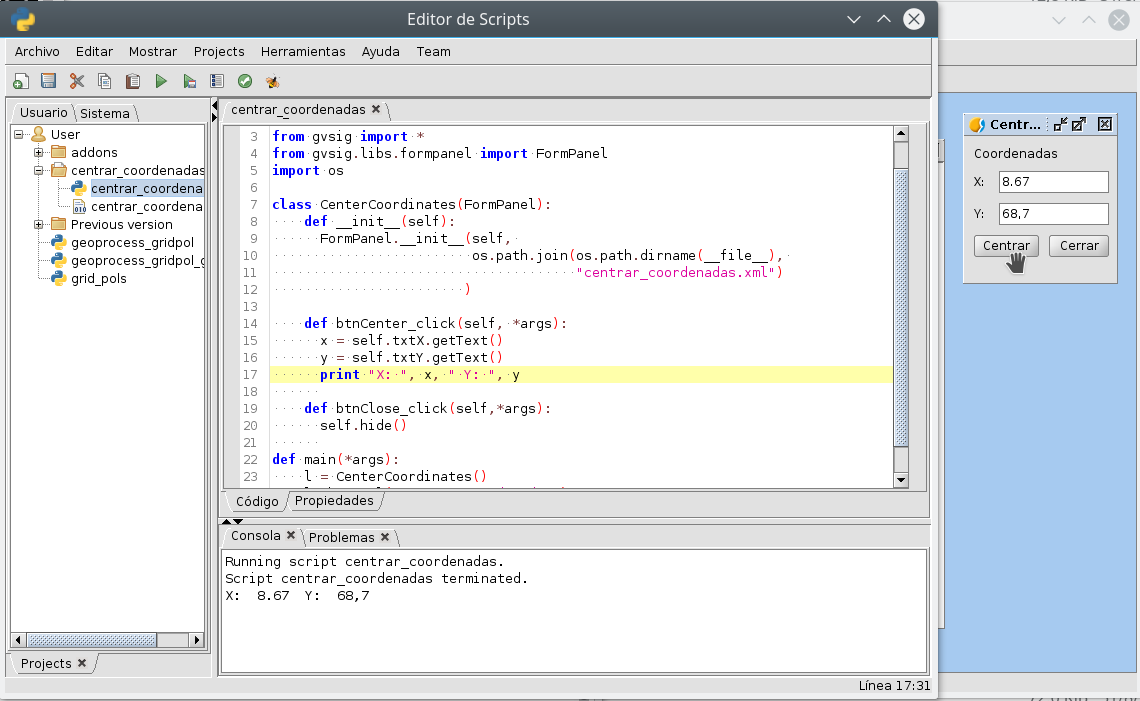 Editor de Scripts
Archivo Editar Mostrar Projects Herramientas Ayuda Team
Usuario Sistema
User
addons
centrar_coordenadas
centrar_coordena
centrar_coordena
Previous version
geoprocess_gridpol
geoprocess_gridpol_g
grid_pols
Projects
centrar_coordenadas
3 from gvsig import *
4 from gvsig.libs.formpanel import FormPanel
5 import os
6
7 class CenterCoordinates(FormPanel):
8 def __init__(self):
9 FormPanel.__init__(self,
10 os.path.join(os.path.dirname(__file__),
11 "centrar_coordenadas.xml")
12 )
13
14 def btnCenter_click(self, *args):
15 x = self.txtX.getText()
16 y = self.txtY.getText()
17 print "X: ", x, " Y: ", y
18
19 def btnClose_click(self,*args):
20 self.hide()
21
22 def main(*args):
23 l = CenterCoordinates()
Código Propiedades
Consola Problemas
Running script centrar_coordenadas.
Script centrar_coordenadas terminated.
X:  8.67  Y:  68,7
Línea 17:31
Centr...
Coordenadas
X: 8.67
Y: 68,7
Centrar Cerrar